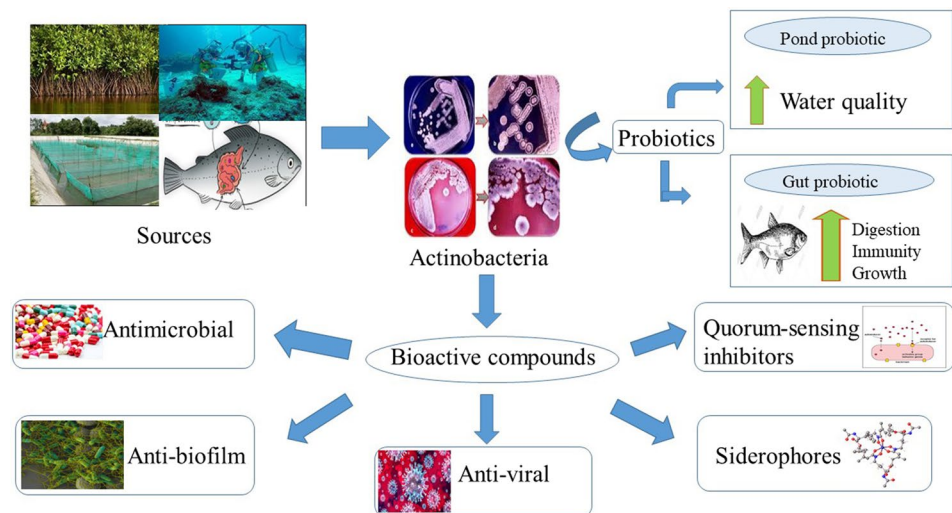 Pond probiotic
Water quality
Probiotics
Gut probiotic
Digestion
Immunity
Growth
Sources
Actinobacteria
Antimicrobial
Bioactive compounds
Quorum-sensing
inhibitors
Anti-biofilm
Anti-viral
Siderophores